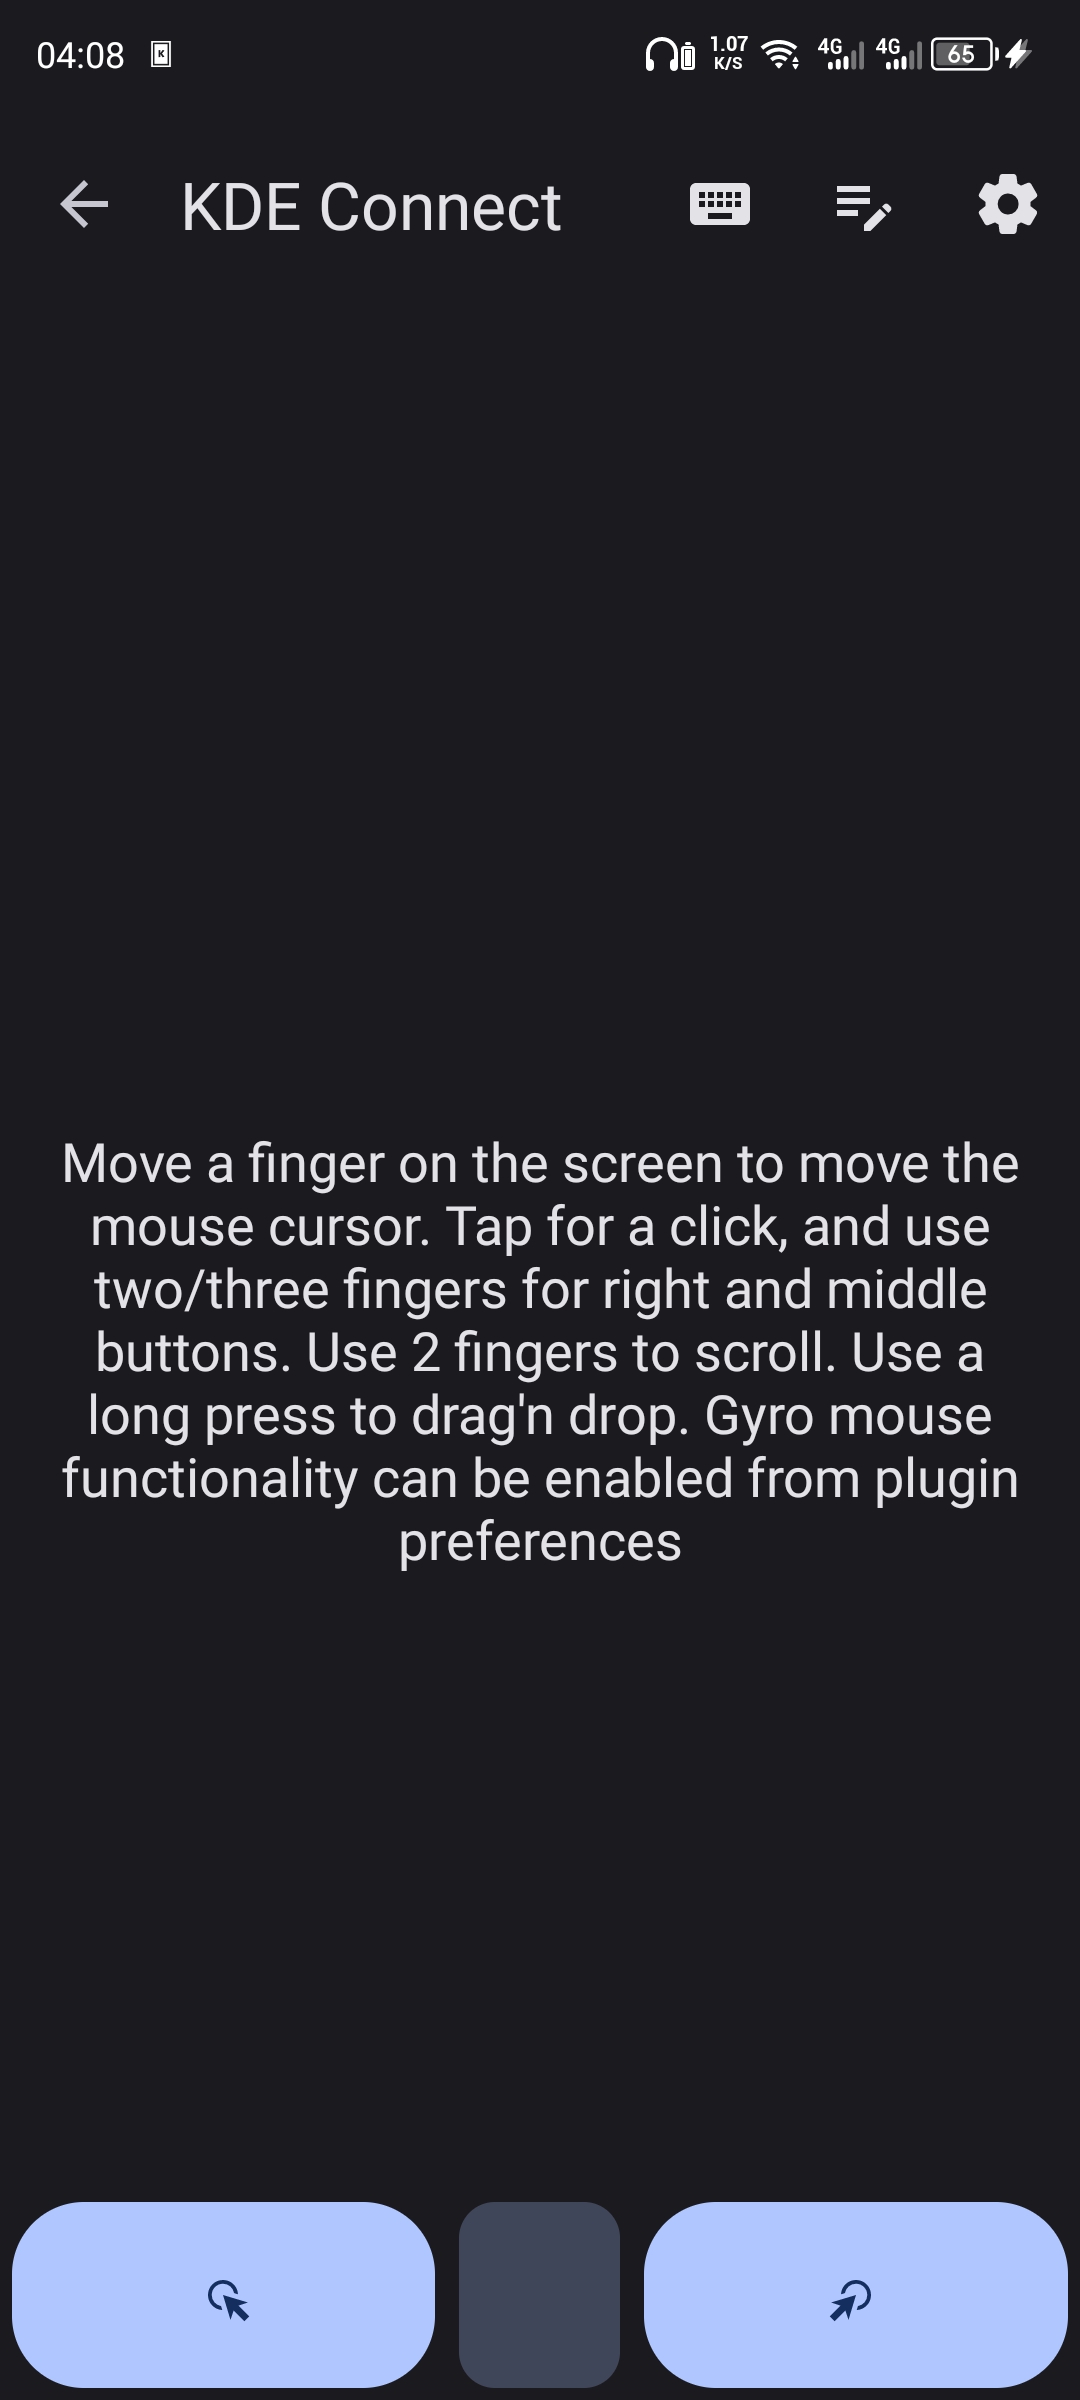 04:08
1.07
K/S
4G
4G
65
KDE Connect
Move a finger on the screen to move the
mouse cursor. Tap for a click, and use
two/three fingers for right and middle
buttons. Use 2 fingers to scroll. Use a
long press to drag'n drop. Gyro mouse
functionality can be enabled from plugin
preferences